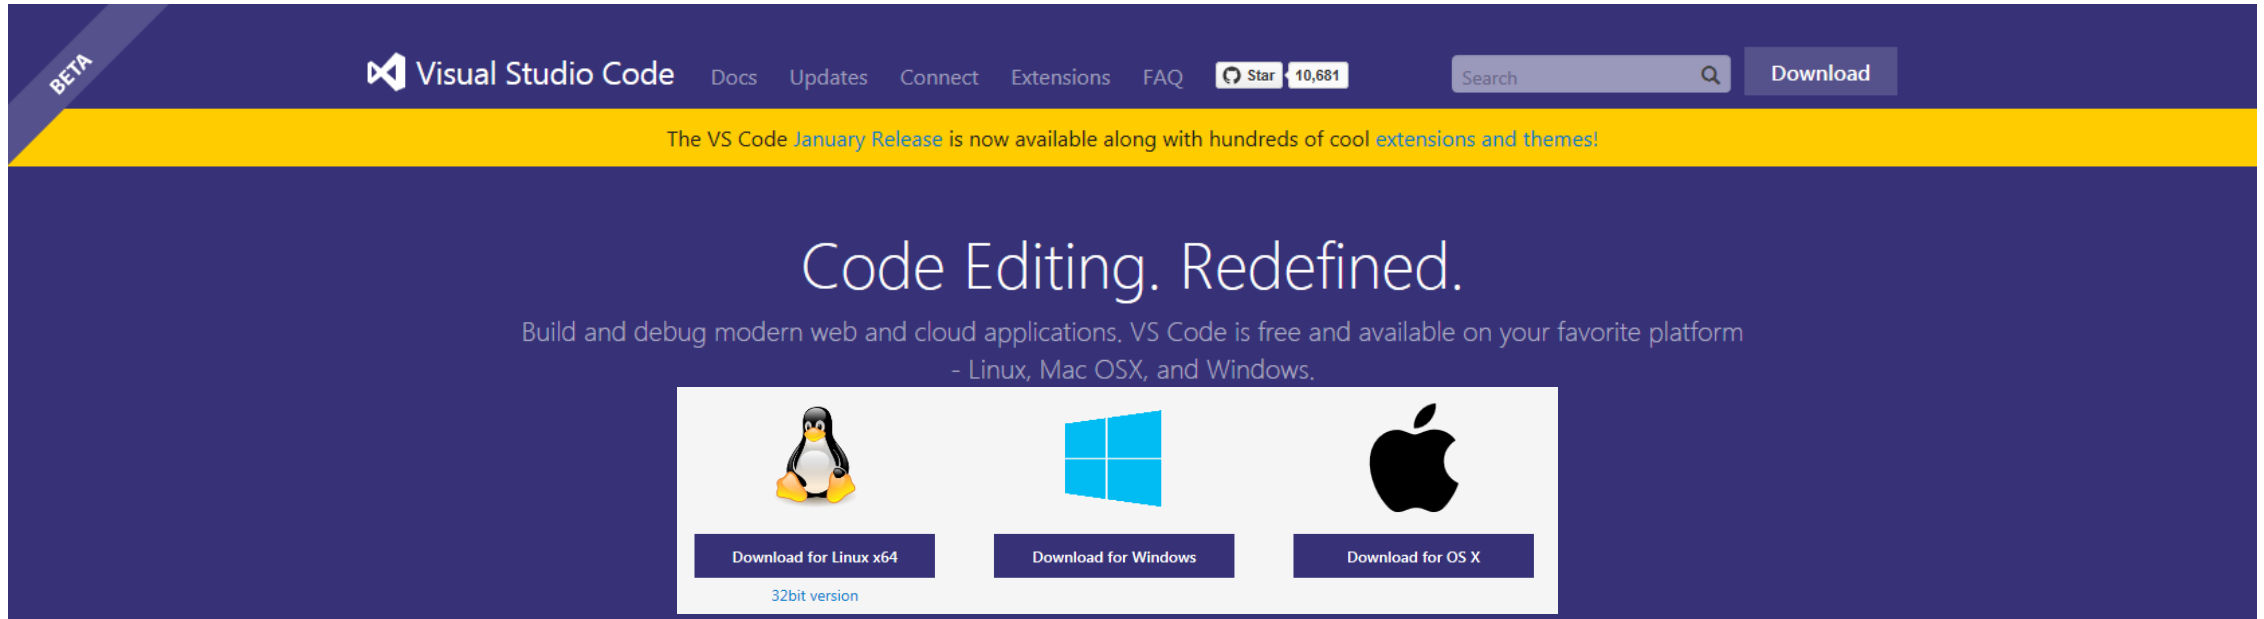 BETA
Visual Studio Code Docs Updates Connect Extensions FAQ Star 10,681 Search Download
The VS Code January Release is now available along with hundreds of cool extensions and themes!
Code Editing. Redefined.
Build and debug modern web and cloud applications. VS Code is free and available on your favorite platform
- Linux, Mac OSX, and Windows.
Download for Linux x64 Download for Windows Download for OS X
32bit version